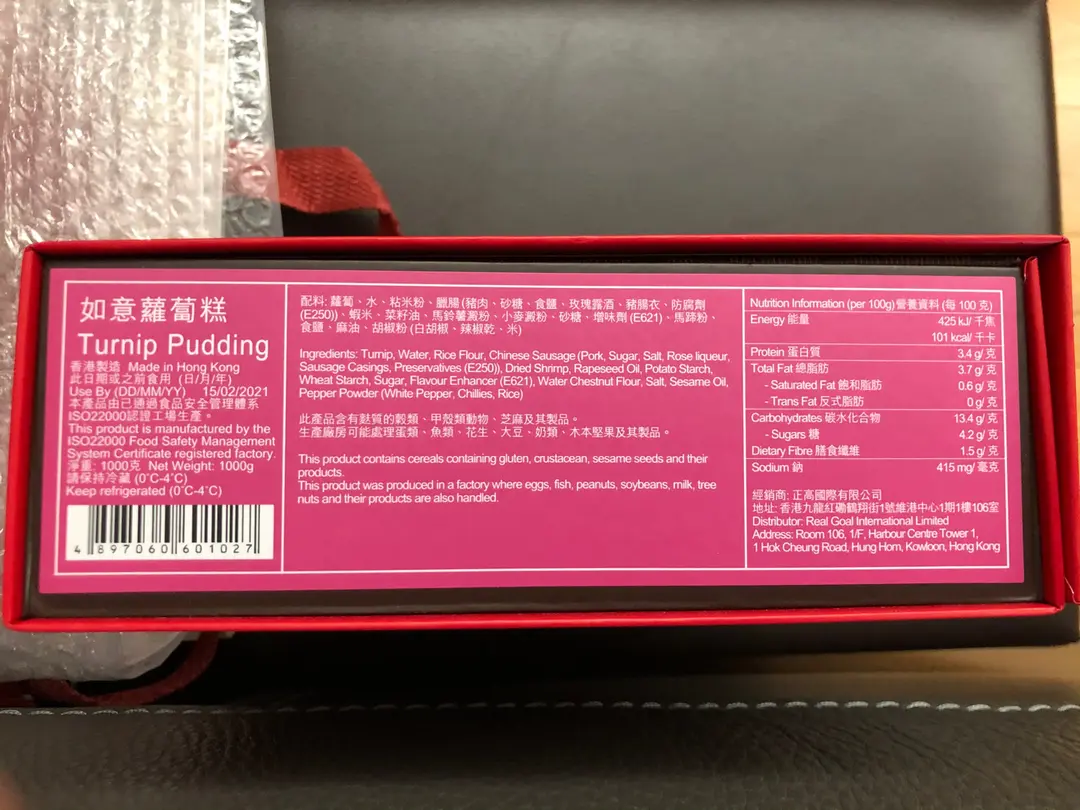 如意蘿蔔糕
Turnip Pudding
香港製造 Made in Hong Kong
此日期或之前食用 (日/月/年)
Use By (DD/MM/YY) 15/02/2021
本產品由已通過食品安全管理體系
ISO22000認證工場生產。
This product is manufactured by the
ISO22000 Food Safety Management
System Certificate registered factory.
淨重: 1000克 Net Weight: 1000g
請保持冷藏 (0˚C-4˚C)
Keep refrigerated (0˚C-4˚C)
4 897060 601027
配料: 蘿蔔、水、粘米粉、臘腸 (豬肉、砂糖、食鹽、玫瑰露酒、豬腸衣、防腐劑
(E250))、蝦米、菜籽油、馬鈴薯澱粉、小麥澱粉、砂糖、增味劑 (E621)、馬蹄粉、
食鹽、麻油、胡椒粉 (白胡椒、辣椒乾、米)
Ingredients: Turnip, Water, Rice Flour, Chinese Sausage (Pork, Sugar, Salt, Rose liqueur,
Sausage Casings, Preservatives (E250)), Dried Shrimp, Rapeseed Oil, Potato Starch,
Wheat Starch, Sugar, Flavour Enhancer (E621), Water Chestnut Flour, Salt, Sesame Oil,
Pepper Powder (White Pepper, Chillies, Rice)
此產品含有麩質的穀類、甲殼類動物、芝麻及其製品。
生產廠房可能處理蛋類、魚類、花生、大豆、奶類、木本堅果及其製品。
This product contains cereals containing gluten, crustacean, sesame seeds and their
products.
This product was produced in a factory where eggs, fish, peanuts, soybeans, milk, tree
nuts and their products are also handled.
Nutrition Information (per 100g) 營養資料 (每 100 克)
Energy 能量 425 kJ/ 千焦
101 kcal/ 千卡
Protein 蛋白質 3.4 g/ 克
Total Fat 總脂肪 3.7 g/ 克
- Saturated Fat 飽和脂肪 0.6 g/ 克
- Trans Fat 反式脂肪 0 g/ 克
Carbohydrates 碳水化合物 13.4 g/ 克
- Sugars 糖 4.2 g/ 克
Dietary Fibre 膳食纖維 1.5 g/ 克
Sodium 鈉 415 mg/ 毫克
經銷商: 正高國際有限公司
地址: 香港九龍紅磡鶴翔街1號維港中心1期1樓106室
Distributor: Real Goal International Limited
Address: Room 106, 1/F, Harbour Centre Tower 1,
1 Hok Cheung Road, Hung Hom, Kowloon, Hong Kong